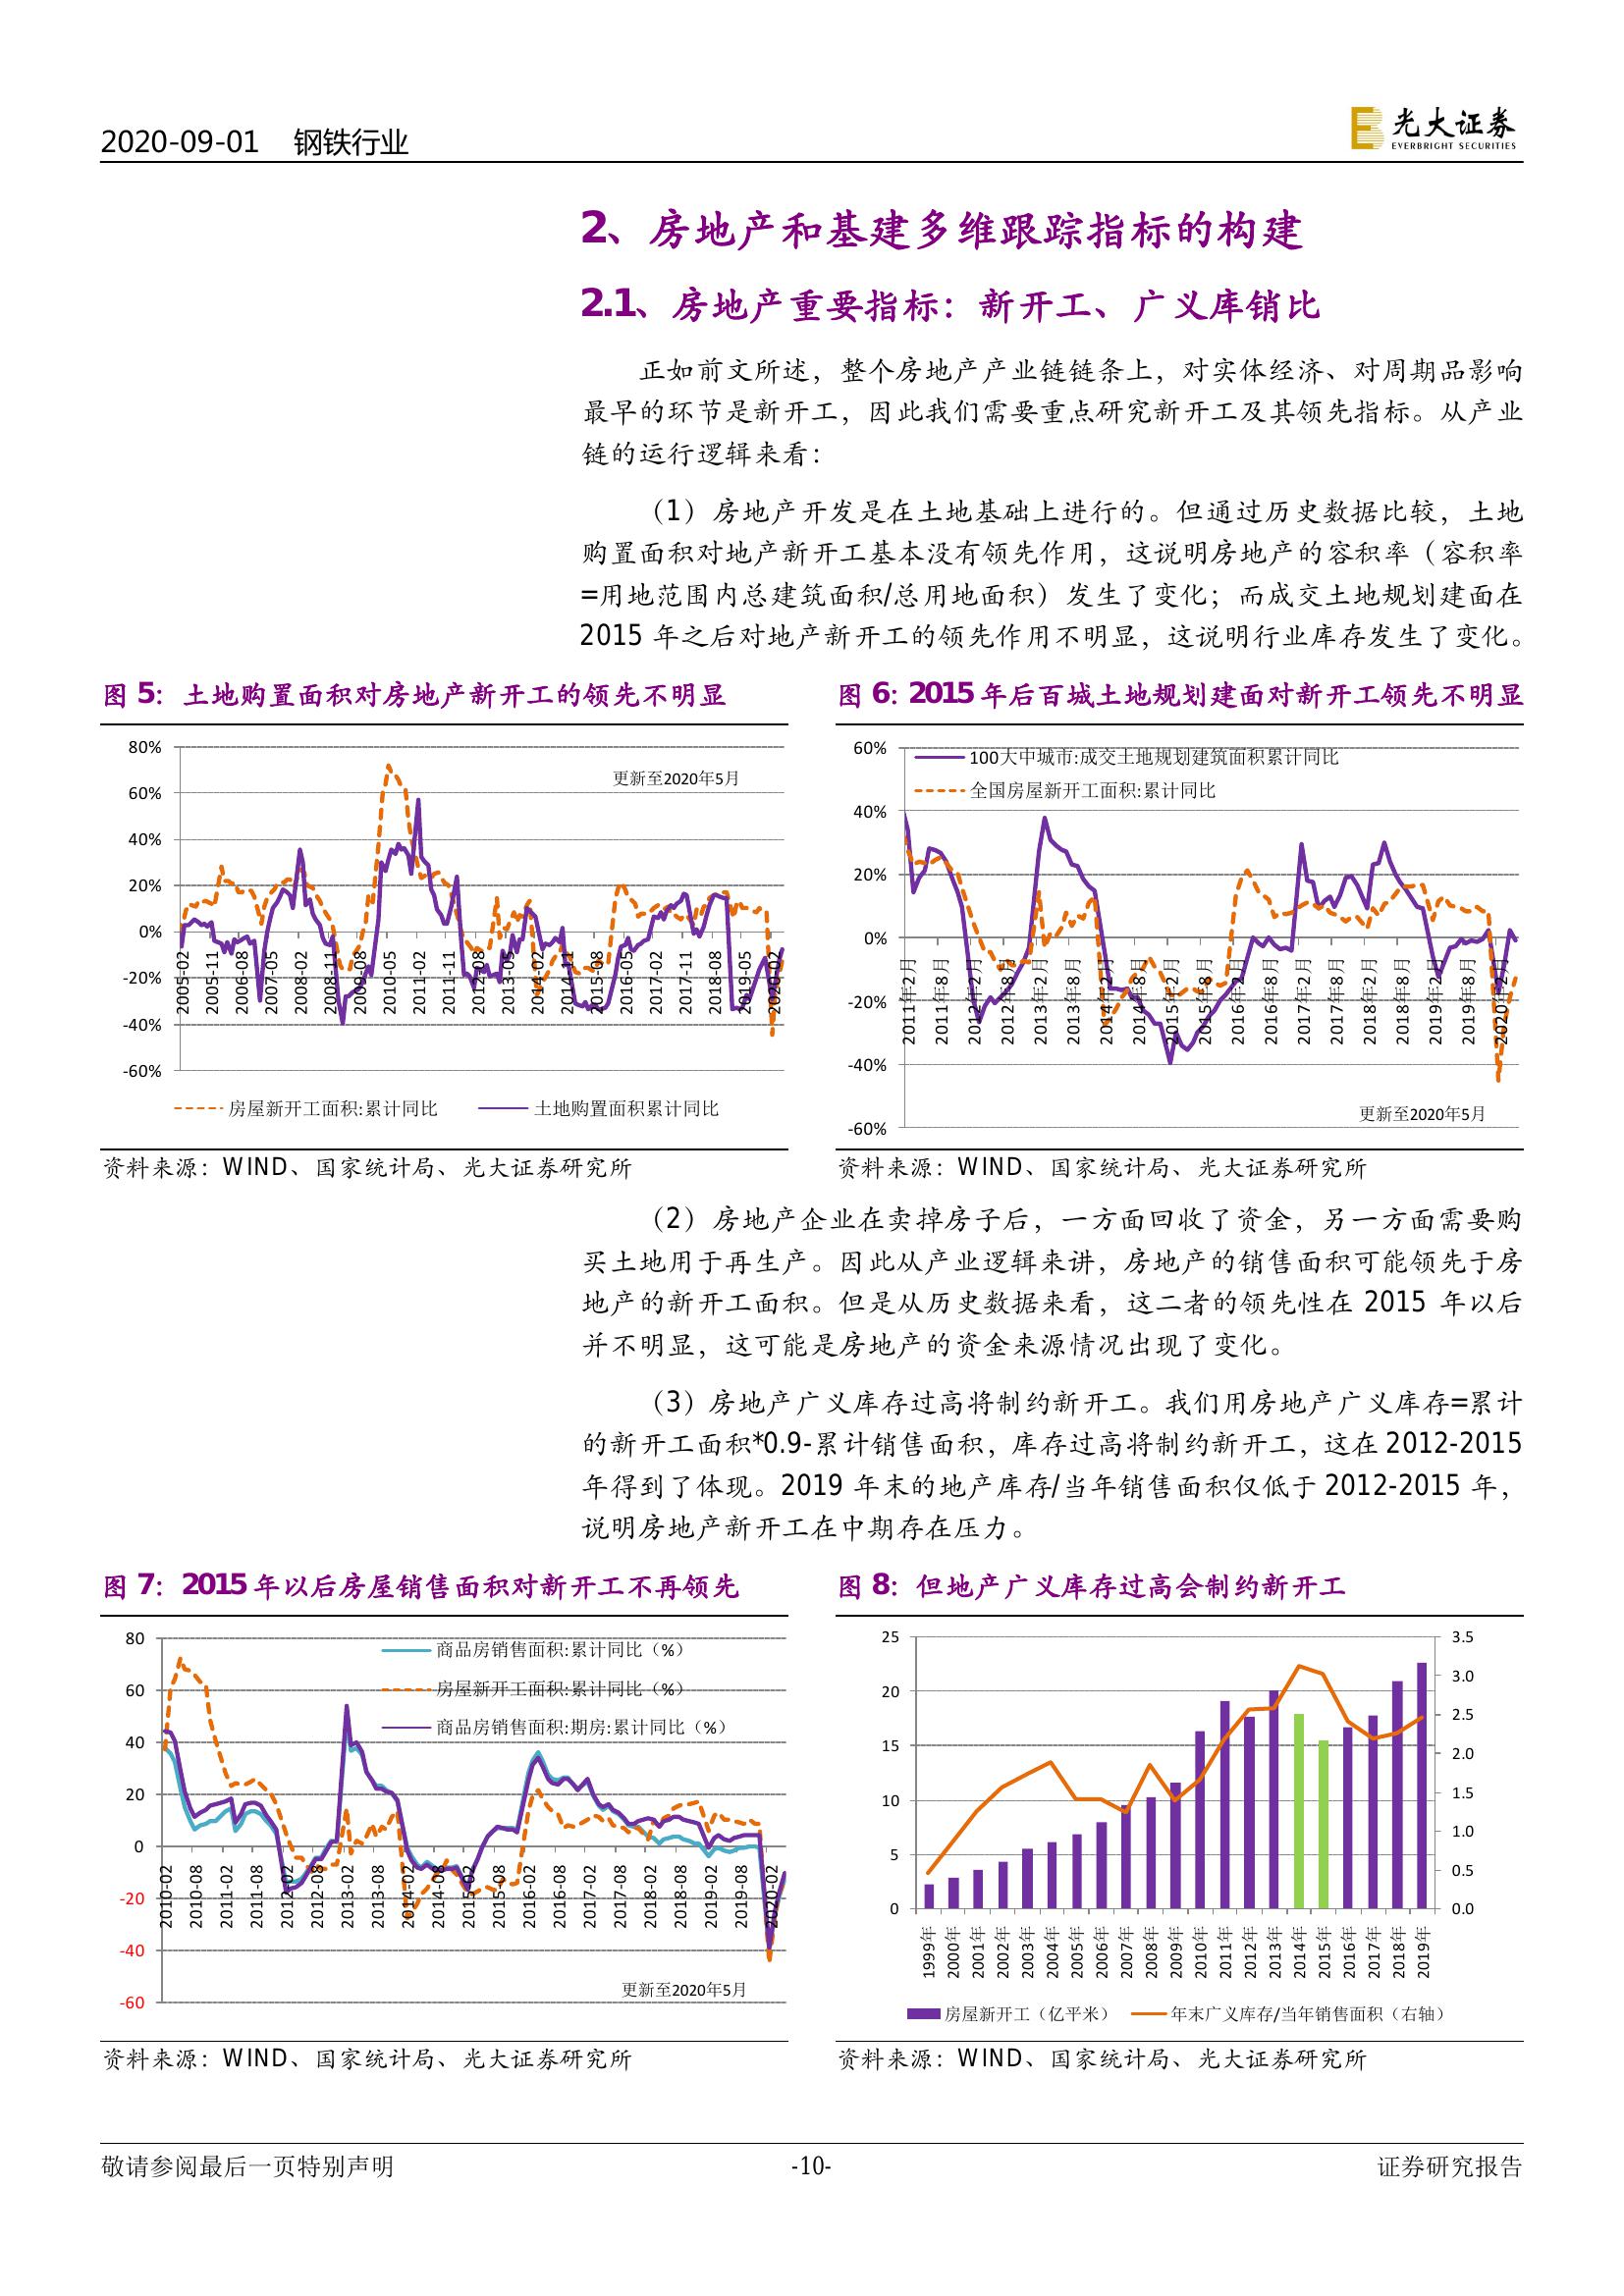 2020-09-01 钢铁行业
光大证券
EVERBRIGHT SECURITIES
2、房地产和基建多维跟踪指标的构建
2.1、房地产重要指标：新开工、广义库销比
正如前文所述，整个房地产产业链链条上，对实体经济、对周期品影响
最早的环节是新开工，因此我们需要重点研究新开工及其领先指标。从产业
链的运行逻辑来看：
（1）房地产开发是在土地基础上进行的。但通过历史数据比较，土地
购置面积对地产新开工基本没有领先作用，这说明房地产的容积率（容积率
=用地范围内总建筑面积/总用地面积）发生了变化；而成交土地规划建面在
2015 年之后对地产新开工的领先作用不明显，这说明行业库存发生了变化。
图 5：土地购置面积对房地产新开工的领先不明显
80%
60%
40%
20%
0%
-20%
-40%
-60%
更新至2020年5月
2005-02
2005-11
2006-08
2007-05
2008-02
2008-11
2009-08
2010-05
2011-02
2011-11
2012-08
2013-05
2014-02
2014-11
2015-08
2016-05
2017-02
2017-11
2018-08
2019-05
2020-02
房屋新开工面积:累计同比 土地购置面积累计同比
资料来源：WIND、国家统计局、光大证券研究所
图 6：2015 年后百城土地规划建面对新开工领先不明显
60%
40%
20%
0%
-20%
-40%
-60%
100大中城市:成交土地规划建筑面积累计同比
全国房屋新开工面积:累计同比
2011年2月
2011年8月
2012年2月
2012年8月
2013年2月
2013年8月
2014年2月
2014年8月
2015年2月
2015年8月
2016年2月
2016年8月
2017年2月
2017年8月
2018年2月
2018年8月
2019年2月
2019年8月
2020年2月
更新至2020年5月
资料来源：WIND、国家统计局、光大证券研究所
（2）房地产企业在卖掉房子后，一方面回收了资金，另一方面需要购
买土地用于再生产。因此从产业逻辑来讲，房地产的销售面积可能领先于房
地产的新开工面积。但是从历史数据来看，这二者的领先性在 2015 年以后
并不明显，这可能是房地产的资金来源情况出现了变化。
（3）房地产广义库存过高将制约新开工。我们用房地产广义库存=累计
的新开工面积*0.9-累计销售面积，库存过高将制约新开工，这在 2012-2015
年得到了体现。2019 年末的地产库存/当年销售面积仅低于 2012-2015 年，
说明房地产新开工在中期存在压力。
图 7：2015 年以后房屋销售面积对新开工不再领先
80
60
40
20
0
-20
-40
-60
商品房销售面积:累计同比（%）
房屋新开工面积:累计同比（%）
商品房销售面积:期房:累计同比（%）
2010-02
2010-08
2011-02
2011-08
2012-02
2012-08
2013-02
2013-08
2014-02
2014-08
2015-02
2015-08
2016-02
2016-08
2017-02
2017-08
2018-02
2018-08
2019-02
2019-08
2020-02
更新至2020年5月
资料来源：WIND、国家统计局、光大证券研究所
图 8：但地产广义库存过高会制约新开工
25
20
15
10
5
0
3.5
3.0
2.5
2.0
1.5
1.0
0.5
0.0
1999年
2000年
2001年
2002年
2003年
2004年
2005年
2006年
2007年
2008年
2009年
2010年
2011年
2012年
2013年
2014年
2015年
2016年
2017年
2018年
2019年
房屋新开工（亿平米） 年末广义库存/当年销售面积（右轴）
资料来源：WIND、国家统计局、光大证券研究所
敬请参阅最后一页特别声明 -10- 证券研究报告